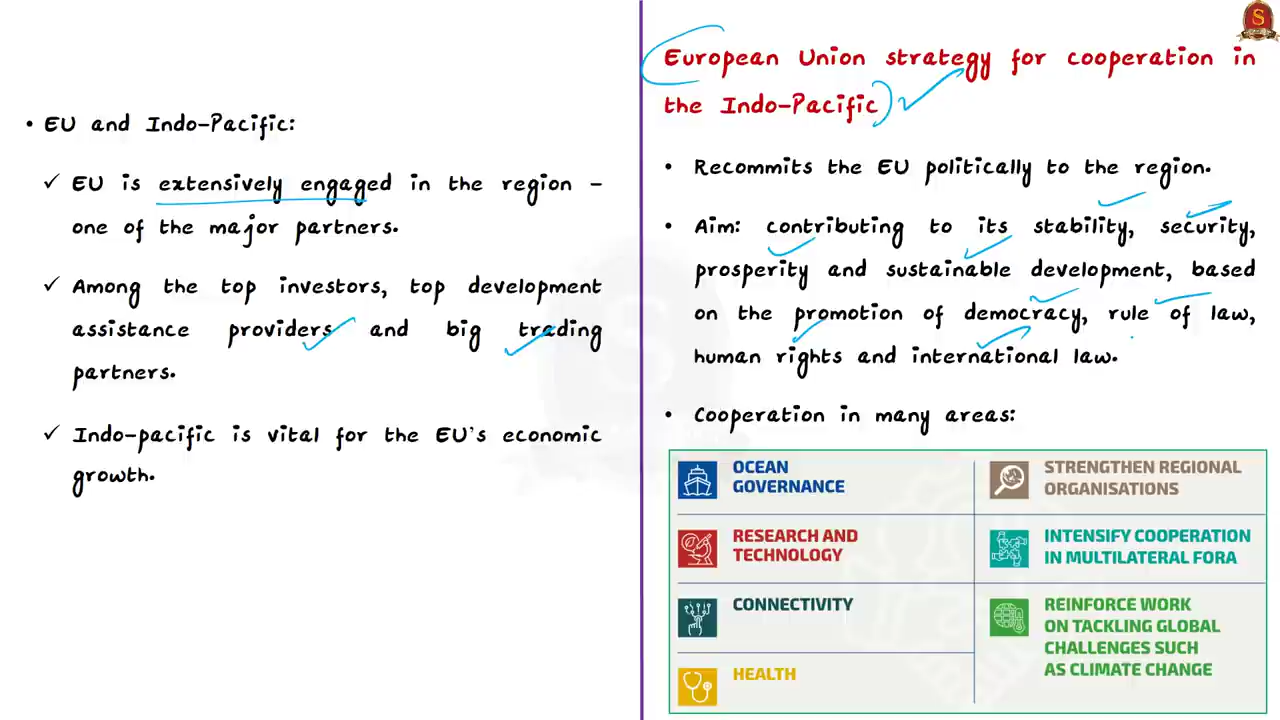 • EU and Indo-Pacific:
✓ EU is extensively engaged in the region –
one of the major partners.
✓ Among the top investors, top development
assistance providers and big trading
partners.
✓ Indo-pacific is vital for the EU's economic
growth.
European Union strategy for cooperation in
the Indo-Pacific
• Recommits the EU politically to the region.
• Aim: contributing to its stability, security,
prosperity and sustainable development, based
on the promotion of democracy, rule of law,
human rights and international law.
• Cooperation in many areas:
OCEAN
GOVERNANCE
RESEARCH AND
TECHNOLOGY
CONNECTIVITY
HEALTH
STRENGTHEN REGIONAL
ORGANISATIONS
INTENSIFY COOPERATION
IN MULTILATERAL FORA
REINFORCE WORK
ON TACKLING GLOBAL
CHALLENGES SUCH
AS CLIMATE CHANGE